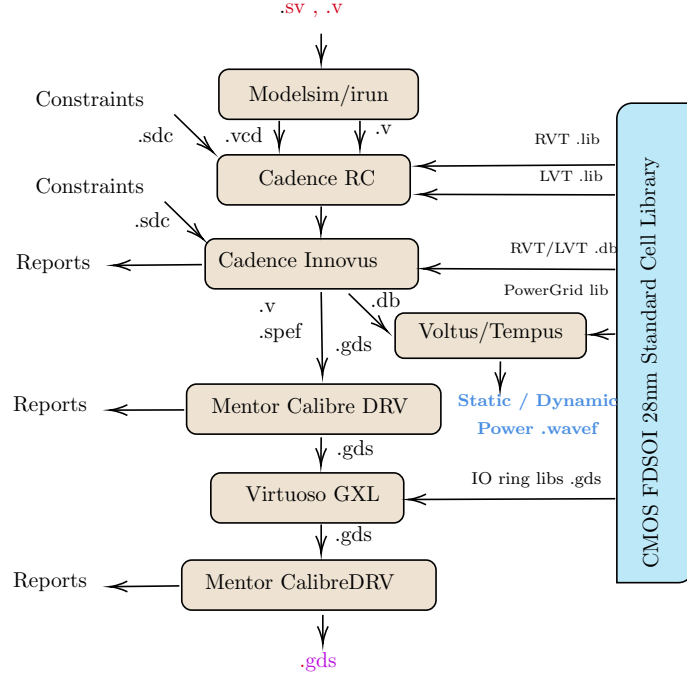 .sv , .v
Modelsim/irun
Constraints
.sdc
.vcd
.v
RVT .lib
Cadence RC
LVT .lib
Constraints
.sdc
Reports
Cadence Innovus
RVT/LVT .db
PowerGrid lib
.v
.spef
.db
.gds
Voltus/Tempus
Static / Dynamic
Power .wavef
Reports
Mentor Calibre DRV
.gds
Virtuoso GXL
IO ring libs .gds
.gds
Reports
Mentor CalibreDRV
.gds
CMOS FDSOI 28nm Standard Cell Library